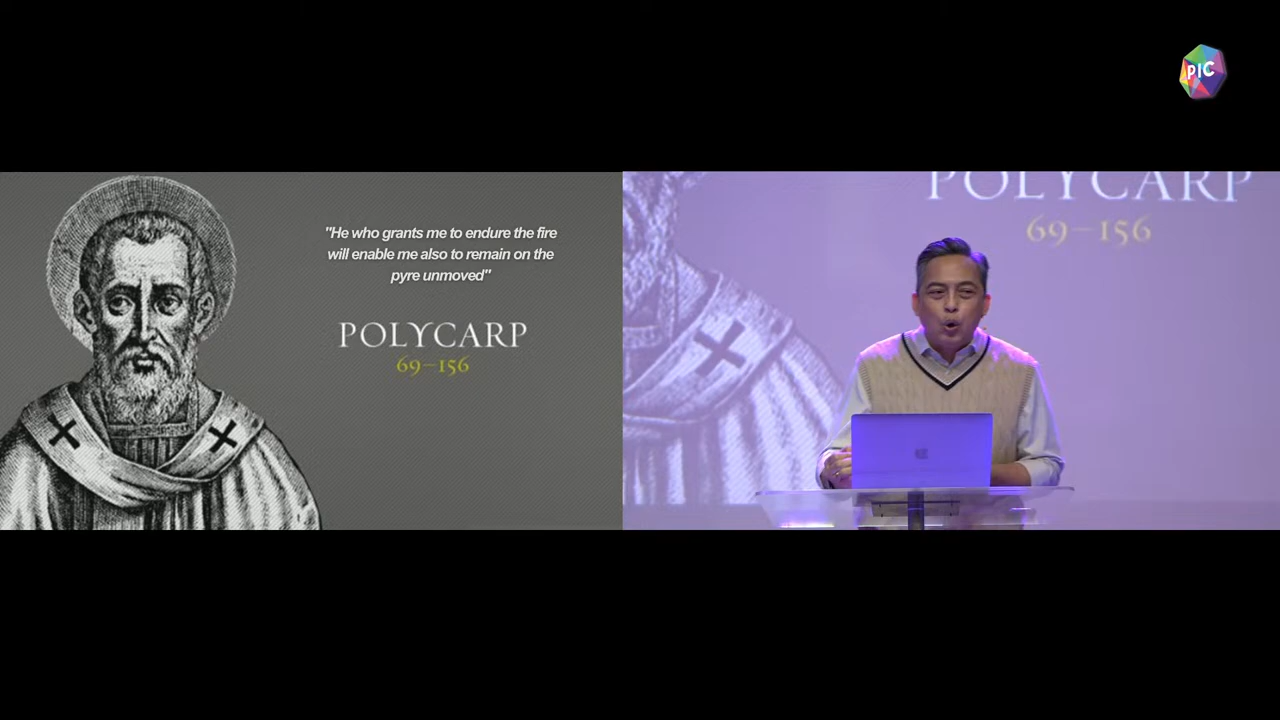 PIC
"He who grants me to endure the fire
will enable me also to remain on the
pyre unmoved"
POLYCARP
69–156
POLYCARP
69–156